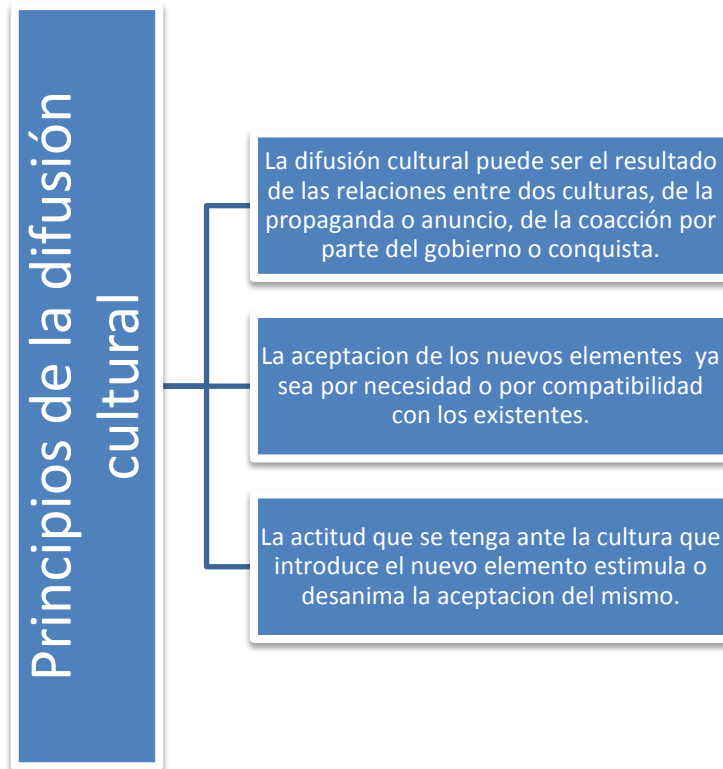 Principios de la difusión
cultural
La difusión cultural puede ser el resultado
de las relaciones entre dos culturas, de la
propaganda o anuncio, de la coacción por
parte del gobierno o conquista.
La aceptacion de los nuevos elementes ya
sea por necesidad o por compatibilidad
con los existentes.
La actitud que se tenga ante la cultura que
introduce el nuevo elemento estimula o
desanima la aceptacion del mismo.